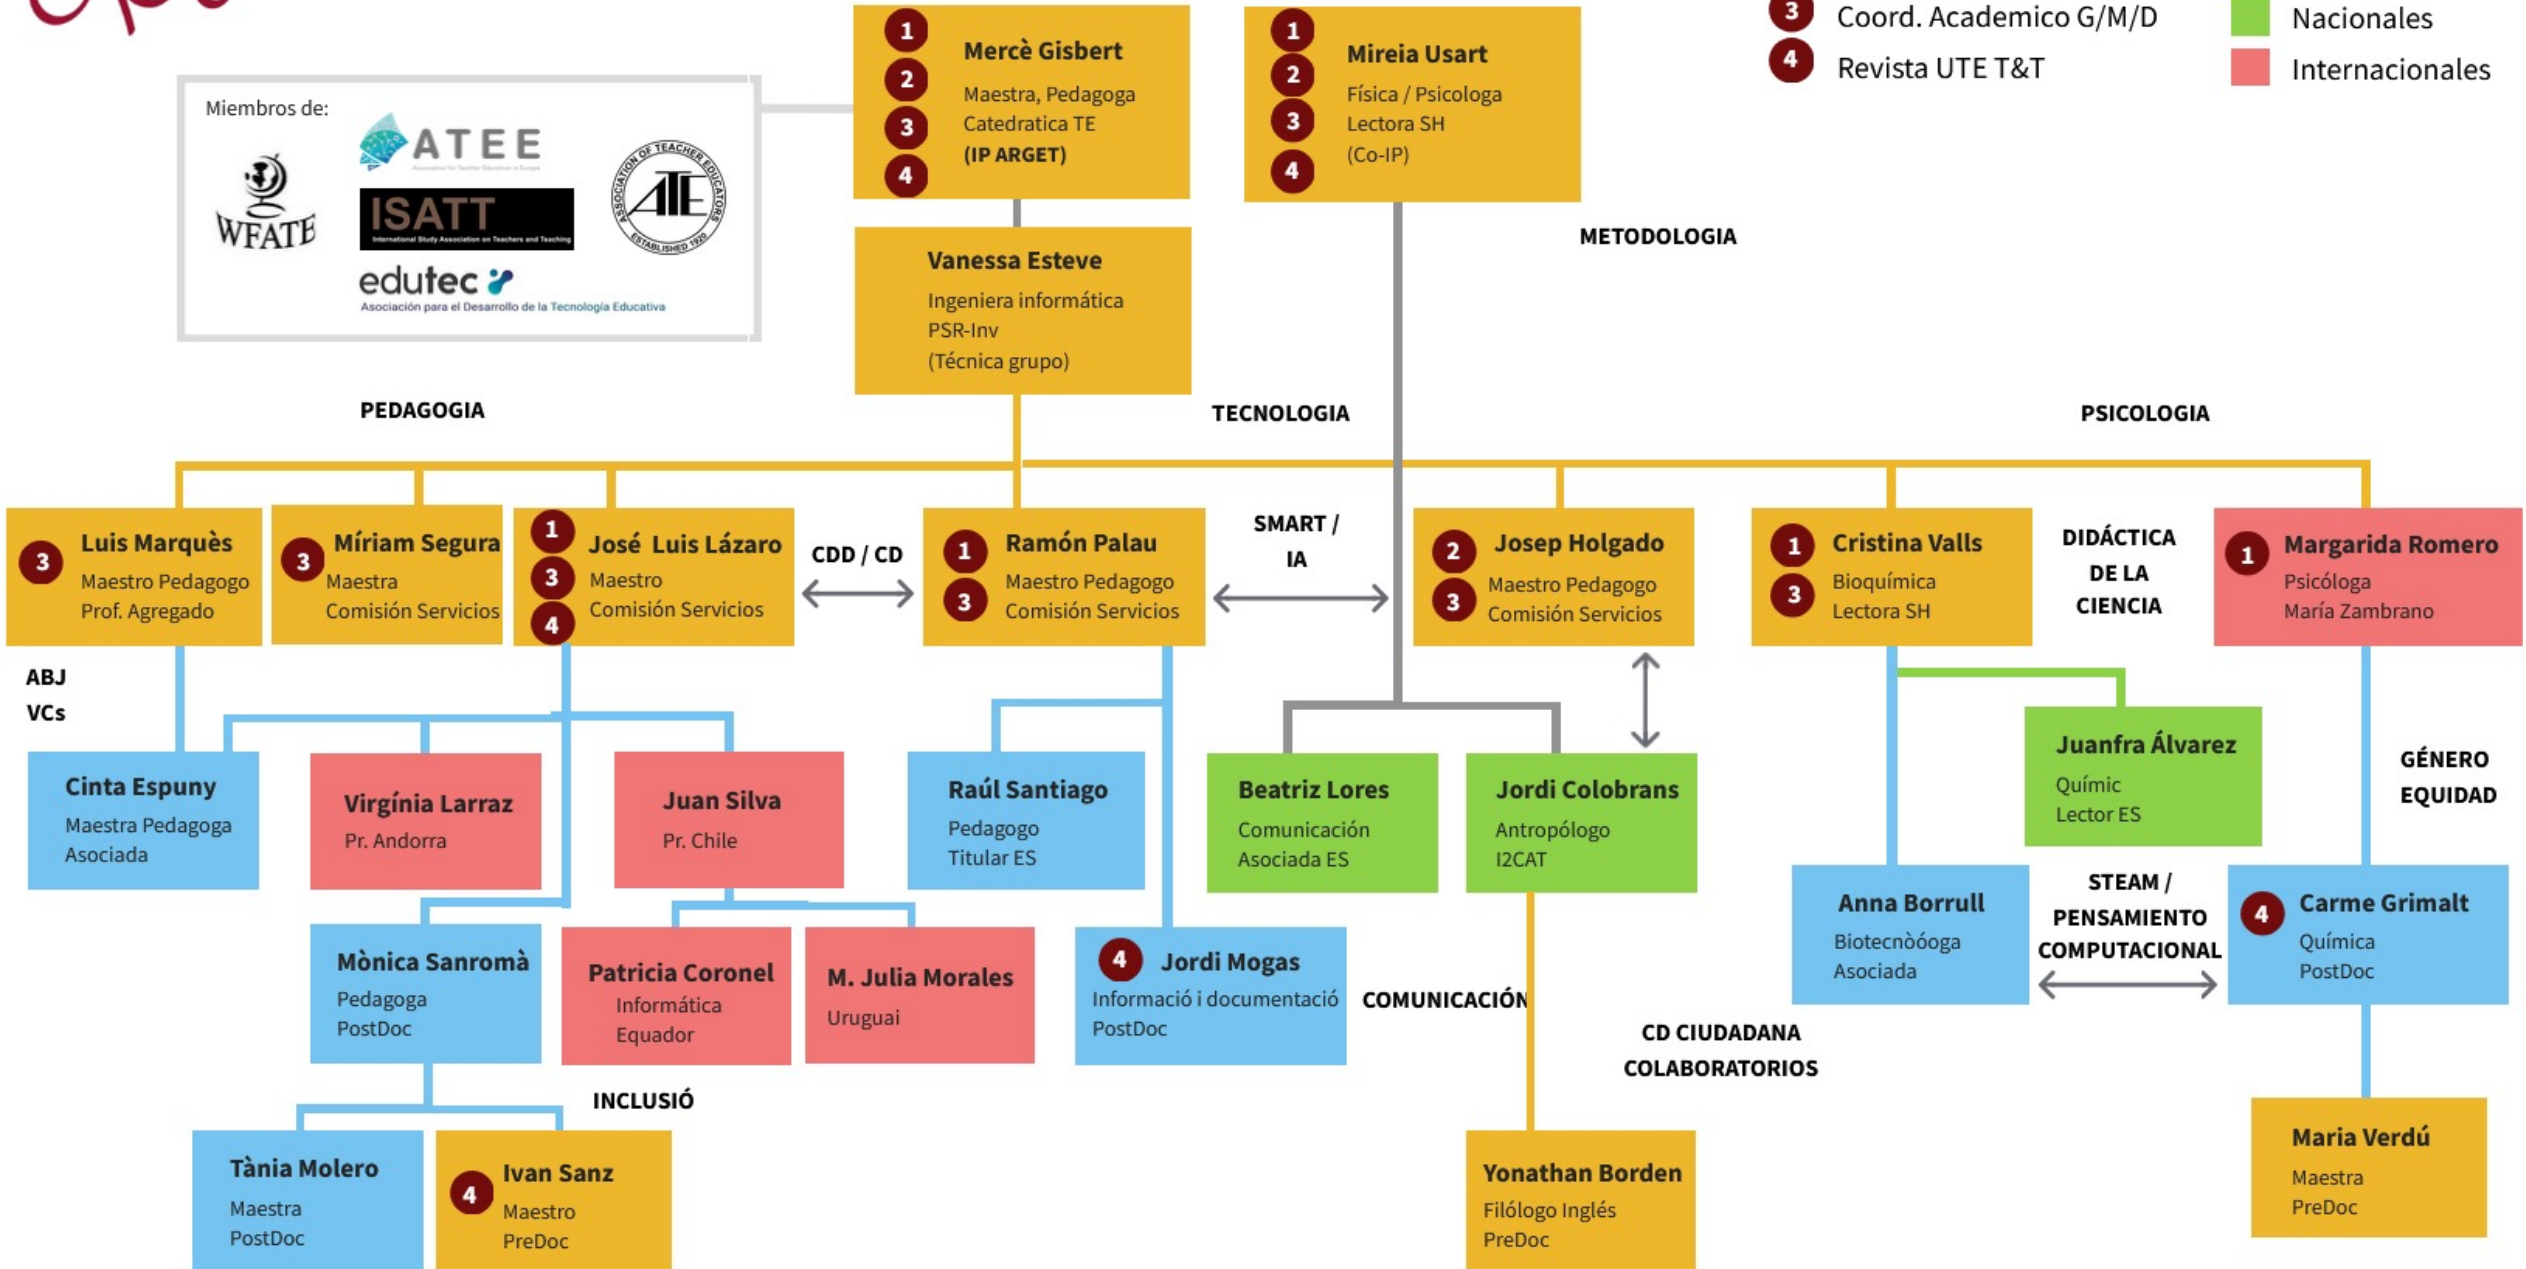 3 Coord. Academico G/M/D
4 Revista UTE T&T
Nacionales
Internacionales
Miembros de:
WFATE
ATEE
Association for Teacher Education in Europe
ISATT
International Study Association on Teachers and Teaching
ASSOCIATION OF TEACHER EDUCATORS
ATE
ESTABLISHED 1920
edutec
Asociación para el Desarrollo de la Tecnología Educativa
1
2
3
4
Mercè Gisbert
Maestra, Pedagoga
Catedratica TE
(IP ARGET)
1
2
3
4
Mireia Usart
Física / Psicologa
Lectora SH
(Co-IP)
Vanessa Esteve
Ingeniera informática
PSR-Inv
(Técnica grupo)
METODOLOGIA
PEDAGOGIA
TECNOLOGIA
PSICOLOGIA
3
Luis Marquès
Maestro Pedagogo
Prof. Agregado
3
Míriam Segura
Maestra
Comisión Servicios
1
3
4
José Luis Lázaro
Maestro
Comisión Servicios
CDD / CD
1
3
Ramón Palau
Maestro Pedagogo
Comisión Servicios
SMART /
IA
2
3
Josep Holgado
Maestro Pedagogo
Comisión Servicios
1
3
Cristina Valls
Bioquímica
Lectora SH
DIDÁCTICA
DE LA
CIENCIA
1
Margarida Romero
Psicóloga
María Zambrano
ABJ
VCs
Cinta Espuny
Maestra Pedagoga
Asociada
Virgínia Larraz
Pr. Andorra
Juan Silva
Pr. Chile
Raúl Santiago
Pedagogo
Titular ES
Beatriz Lores
Comunicación
Asociada ES
Jordi Colobrans
Antropólogo
I2CAT
Juanfra Álvarez
Químic
Lector ES
GÉNERO
EQUIDAD
Mònica Sanromà
Pedagoga
PostDoc
Patricia Coronel
Informática
Equador
M. Julia Morales
Uruguai
4
Jordi Mogas
Informació i documentació
PostDoc
COMUNICACIÓN
CD CIUDADANA
COLABORATORIOS
Anna Borrull
Biotecnòóoga
Asociada
STEAM /
PENSAMIENTO
COMPUTACIONAL
4
Carme Grimalt
Química
PostDoc
INCLUSIÓ
Tània Molero
Maestra
PostDoc
4
Ivan Sanz
Maestro
PreDoc
Yonathan Borden
Filólogo Inglés
PreDoc
Maria Verdú
Maestra
PreDoc